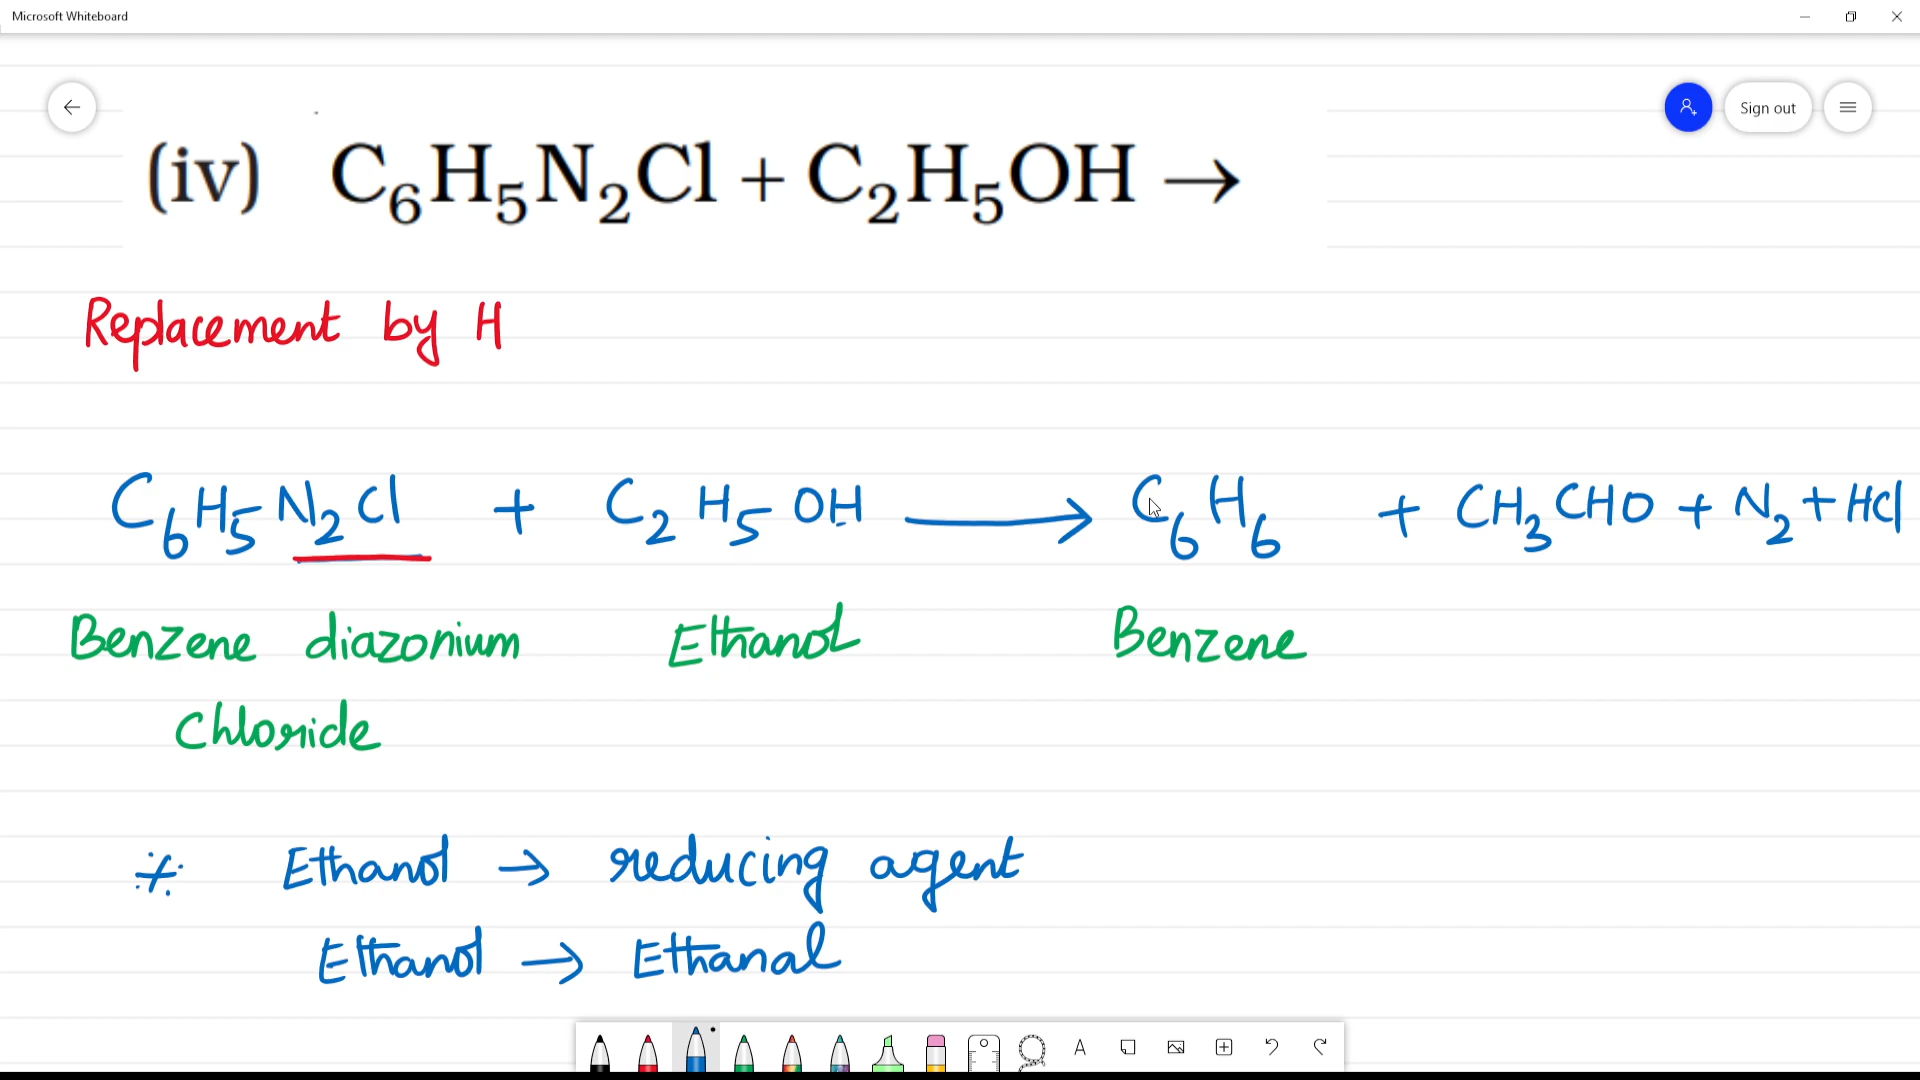 Microsoft Whiteboard
Sign out
(iv) C₆H₅N₂Cl + C₂H₅OH →
Replacement by H
C₆H₅N₂Cl + C₂H₅OH → C₆H₆ + CH₃CHO + N₂ + HCl
Benzene diazonium Ethanol Benzene
Chloride
※ Ethanol → reducing agent
Ethanol → Ethanal
A